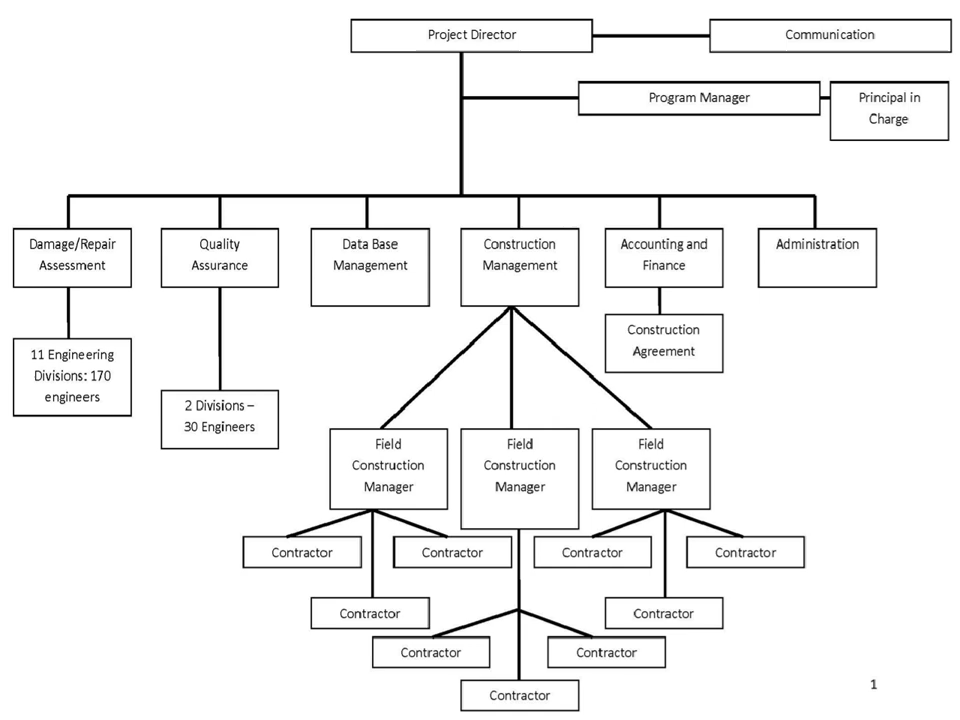 Project Director
Communication
Program Manager
Principal in
Charge
Damage/Repair
Assessment
Quality
Assurance
Data Base
Management
Construction
Management
Accounting and
Finance
Administration
Construction
Agreement
11 Engineering
Divisions: 170
engineers
2 Divisions –
30 Engineers
Field
Construction
Manager
Field
Construction
Manager
Field
Construction
Manager
Contractor
Contractor
Contractor
Contractor
Contractor
Contractor
Contractor
Contractor
Contractor
1